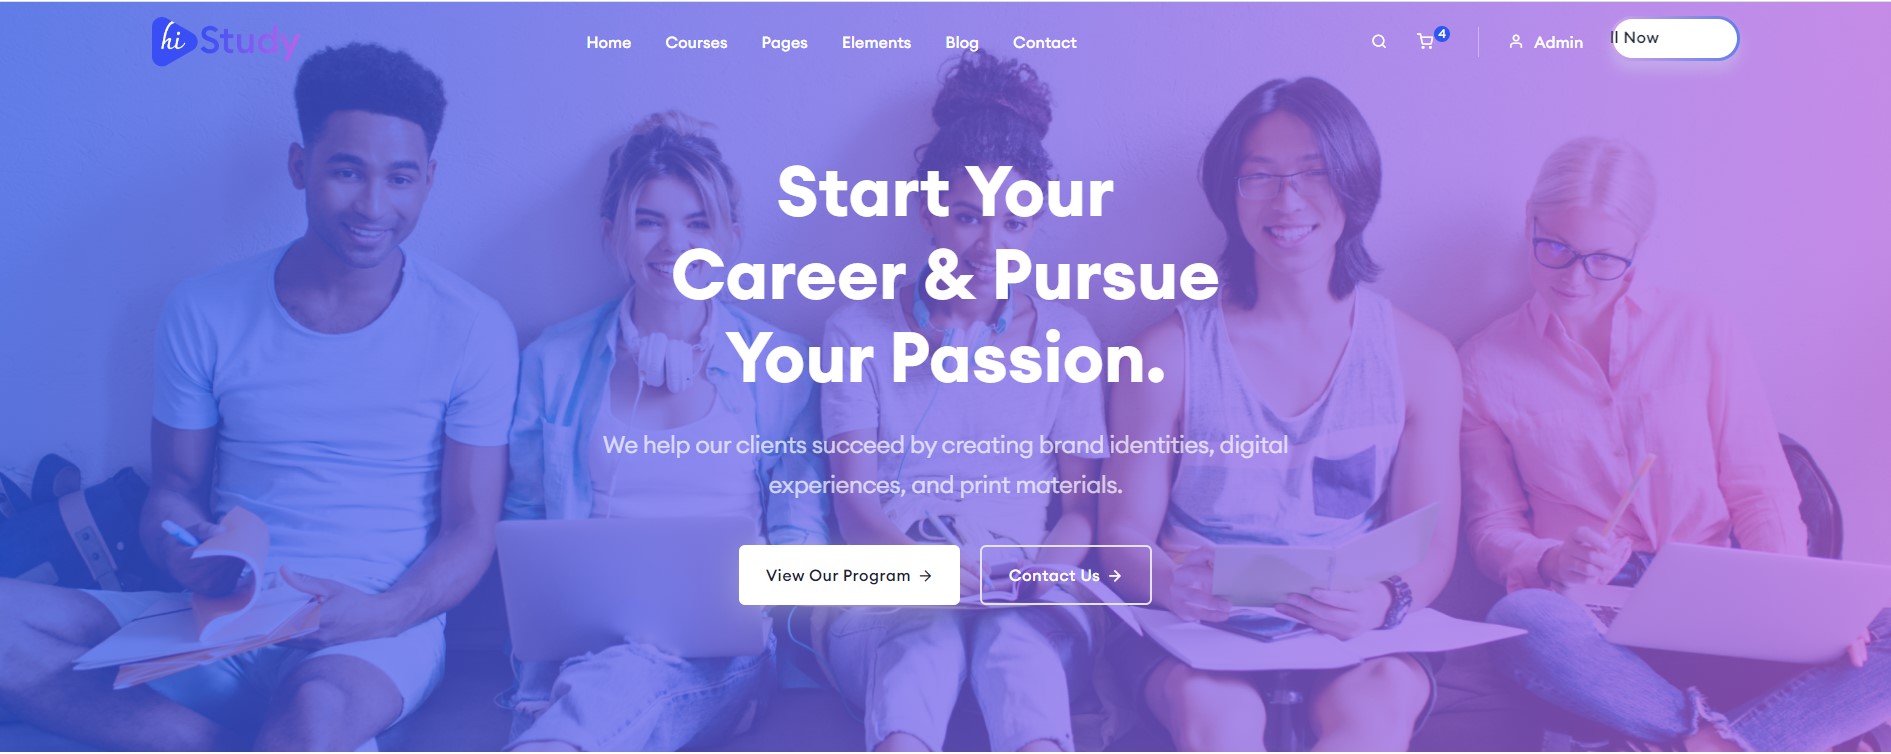 hi Study
Home Courses Pages Elements Blog Contact
4
Admin
ll Now
Start Your
Career & Pursue
Your Passion.
We help our clients succeed by creating brand identities, digital
experiences, and print materials.
View Our Program →
Contact Us →